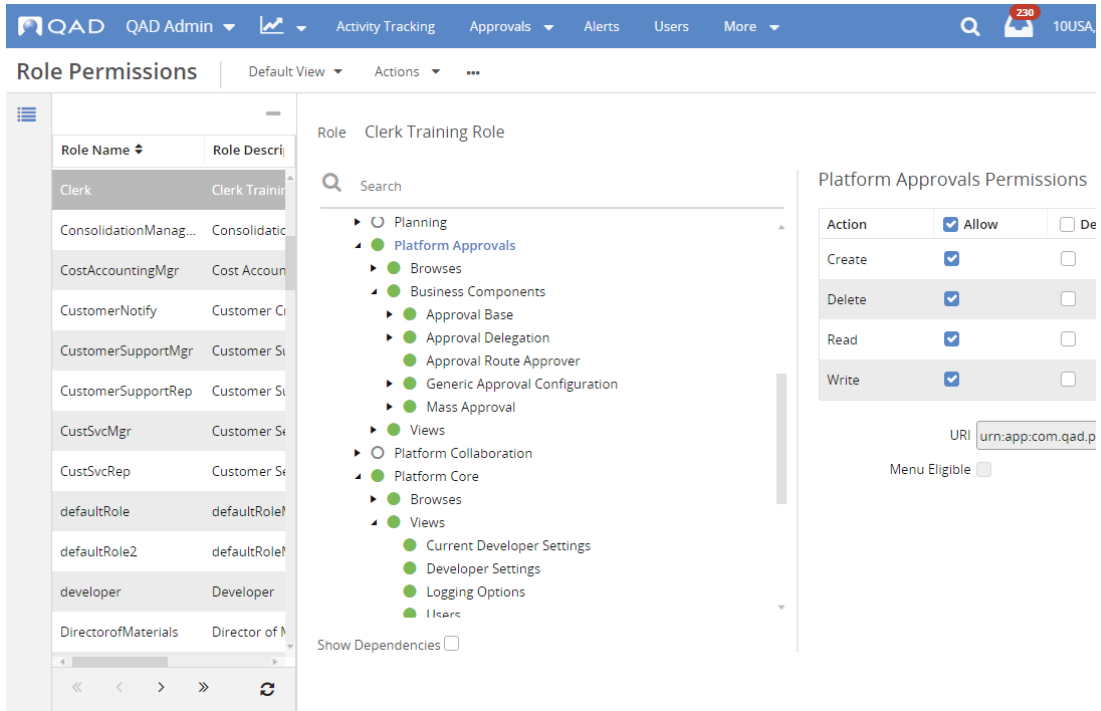 QAD QAD Admin Activity Tracking Approvals Alerts Users More 230 10USA,
Role Permissions Default View Actions ...
Role Name Role Descri
Clerk Clerk Trainin
ConsolidationManag... Consolidatio
CostAccountingMgr Cost Accoun
CustomerNotify Customer
CustomerSupportMgr Customer Su
CustomerSupportRep Customer Su
CustSvcMgr Customer Se
CustSvcRep Customer Se
defaultRole defaultRole
defaultRole2 defaultRole
developer Developer
DirectorofMaterials Director of
Role Clerk Training Role
Search
Planning
Platform Approvals
Browses
Business Components
Approval Base
Approval Delegation
Approval Route Approver
Generic Approval Configuration
Mass Approval
Views
Platform Collaboration
Platform Core
Browses
Views
Current Developer Settings
Developer Settings
Logging Options
Users
Show Dependencies
Platform Approvals Permissions
Action Allow De
Create
Delete
Read
Write
URI urn:app:com.qad.p
Menu Eligible